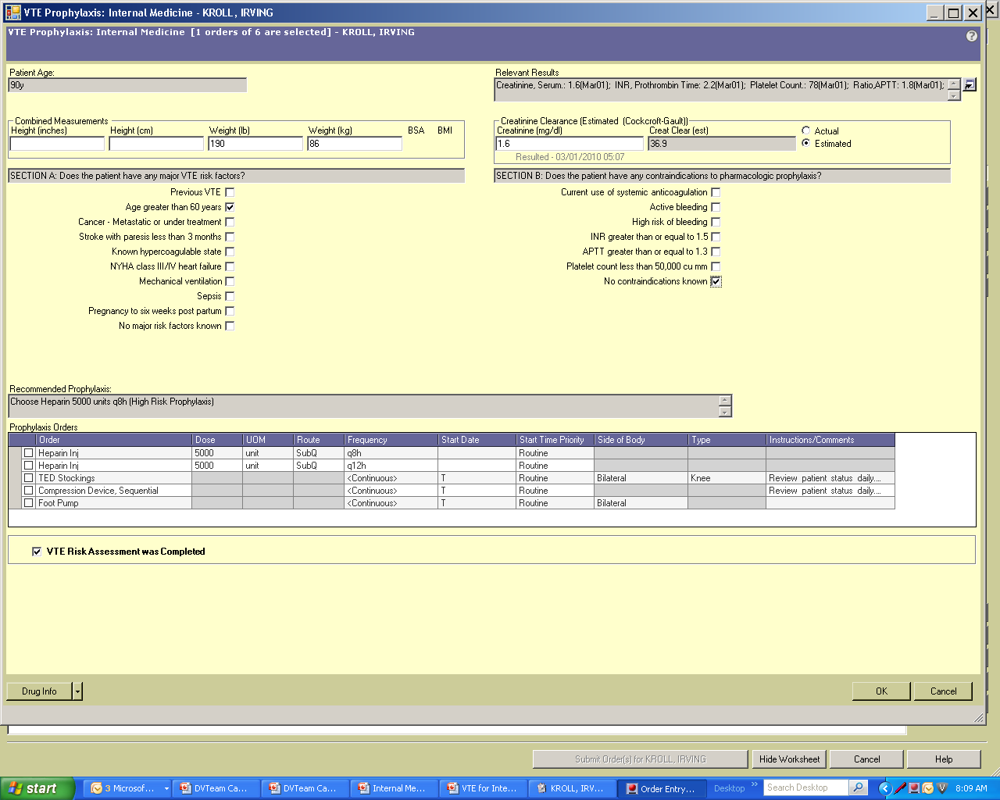 VTE Prophylaxis: Internal Medicine - KROLL, IRVING
VTE Prophylaxis: Internal Medicine [1 orders of 6 are selected] - KROLL, IRVING
Patient Age:
90y
Relevant Results
Creatinine, Serum.: 1.6(Mar01); INR, Prothrombin Time: 2.2(Mar01); Platelet Count.: 78(Mar01); Ratio,APTT: 1.8(Mar01);
Combined Measurements
Height (inches) Height (cm) Weight (lb) Weight (kg) BSA BMI
190 86
Creatinine Clearance (Estimated (Cockcroft-Gault))
Creatinine (mg/dl) Creat Clear (est) Actual
1.6 36.9 Estimated
Resulted - 03/01/2010 05:07
SECTION A: Does the patient have any major VTE risk factors?
Previous VTE
Age greater than 60 years
Cancer - Metastatic or under treatment
Stroke with paresis less than 3 months
Known hypercoagulable state
NYHA class III/IV heart failure
Mechanical ventilation
Sepsis
Pregnancy to six weeks post partum
No major risk factors known
SECTION B: Does the patient have any contraindications to pharmacologic prophylaxis?
Current use of systemic anticoagulation
Active bleeding
High risk of bleeding
INR greater than or equal to 1.5
APTT greater than or equal to 1.3
Platelet count less than 50,000 cu mm
No contraindications known
Recommended Prophylaxis:
Choose Heparin 5000 units q8h (High Risk Prophylaxis)
Prophylaxis Orders
Order Dose UOM Route Frequency Start Date Start Time Priority Side of Body Type Instructions/Comments
Heparin Inj 5000 unit SubQ q8h Routine
Heparin Inj 5000 unit SubQ q12h Routine
TED Stockings <Continuous> T Routine Bilateral Knee Review patient status daily....
Compression Device, Sequential <Continuous> T Routine Review patient status daily....
Foot Pump <Continuous> T Routine Bilateral
VTE Risk Assessment was Completed
Drug Info OK Cancel
Submit Order(s) for KROLL, IRVING Hide Worksheet Cancel Help
start 3 Microsof... DVTeam Ca... DVTeam Ca... Internal Me... VTE for Inte... KROLL, IRV... Order Entry... Desktop » Search Desktop 8:09 AM